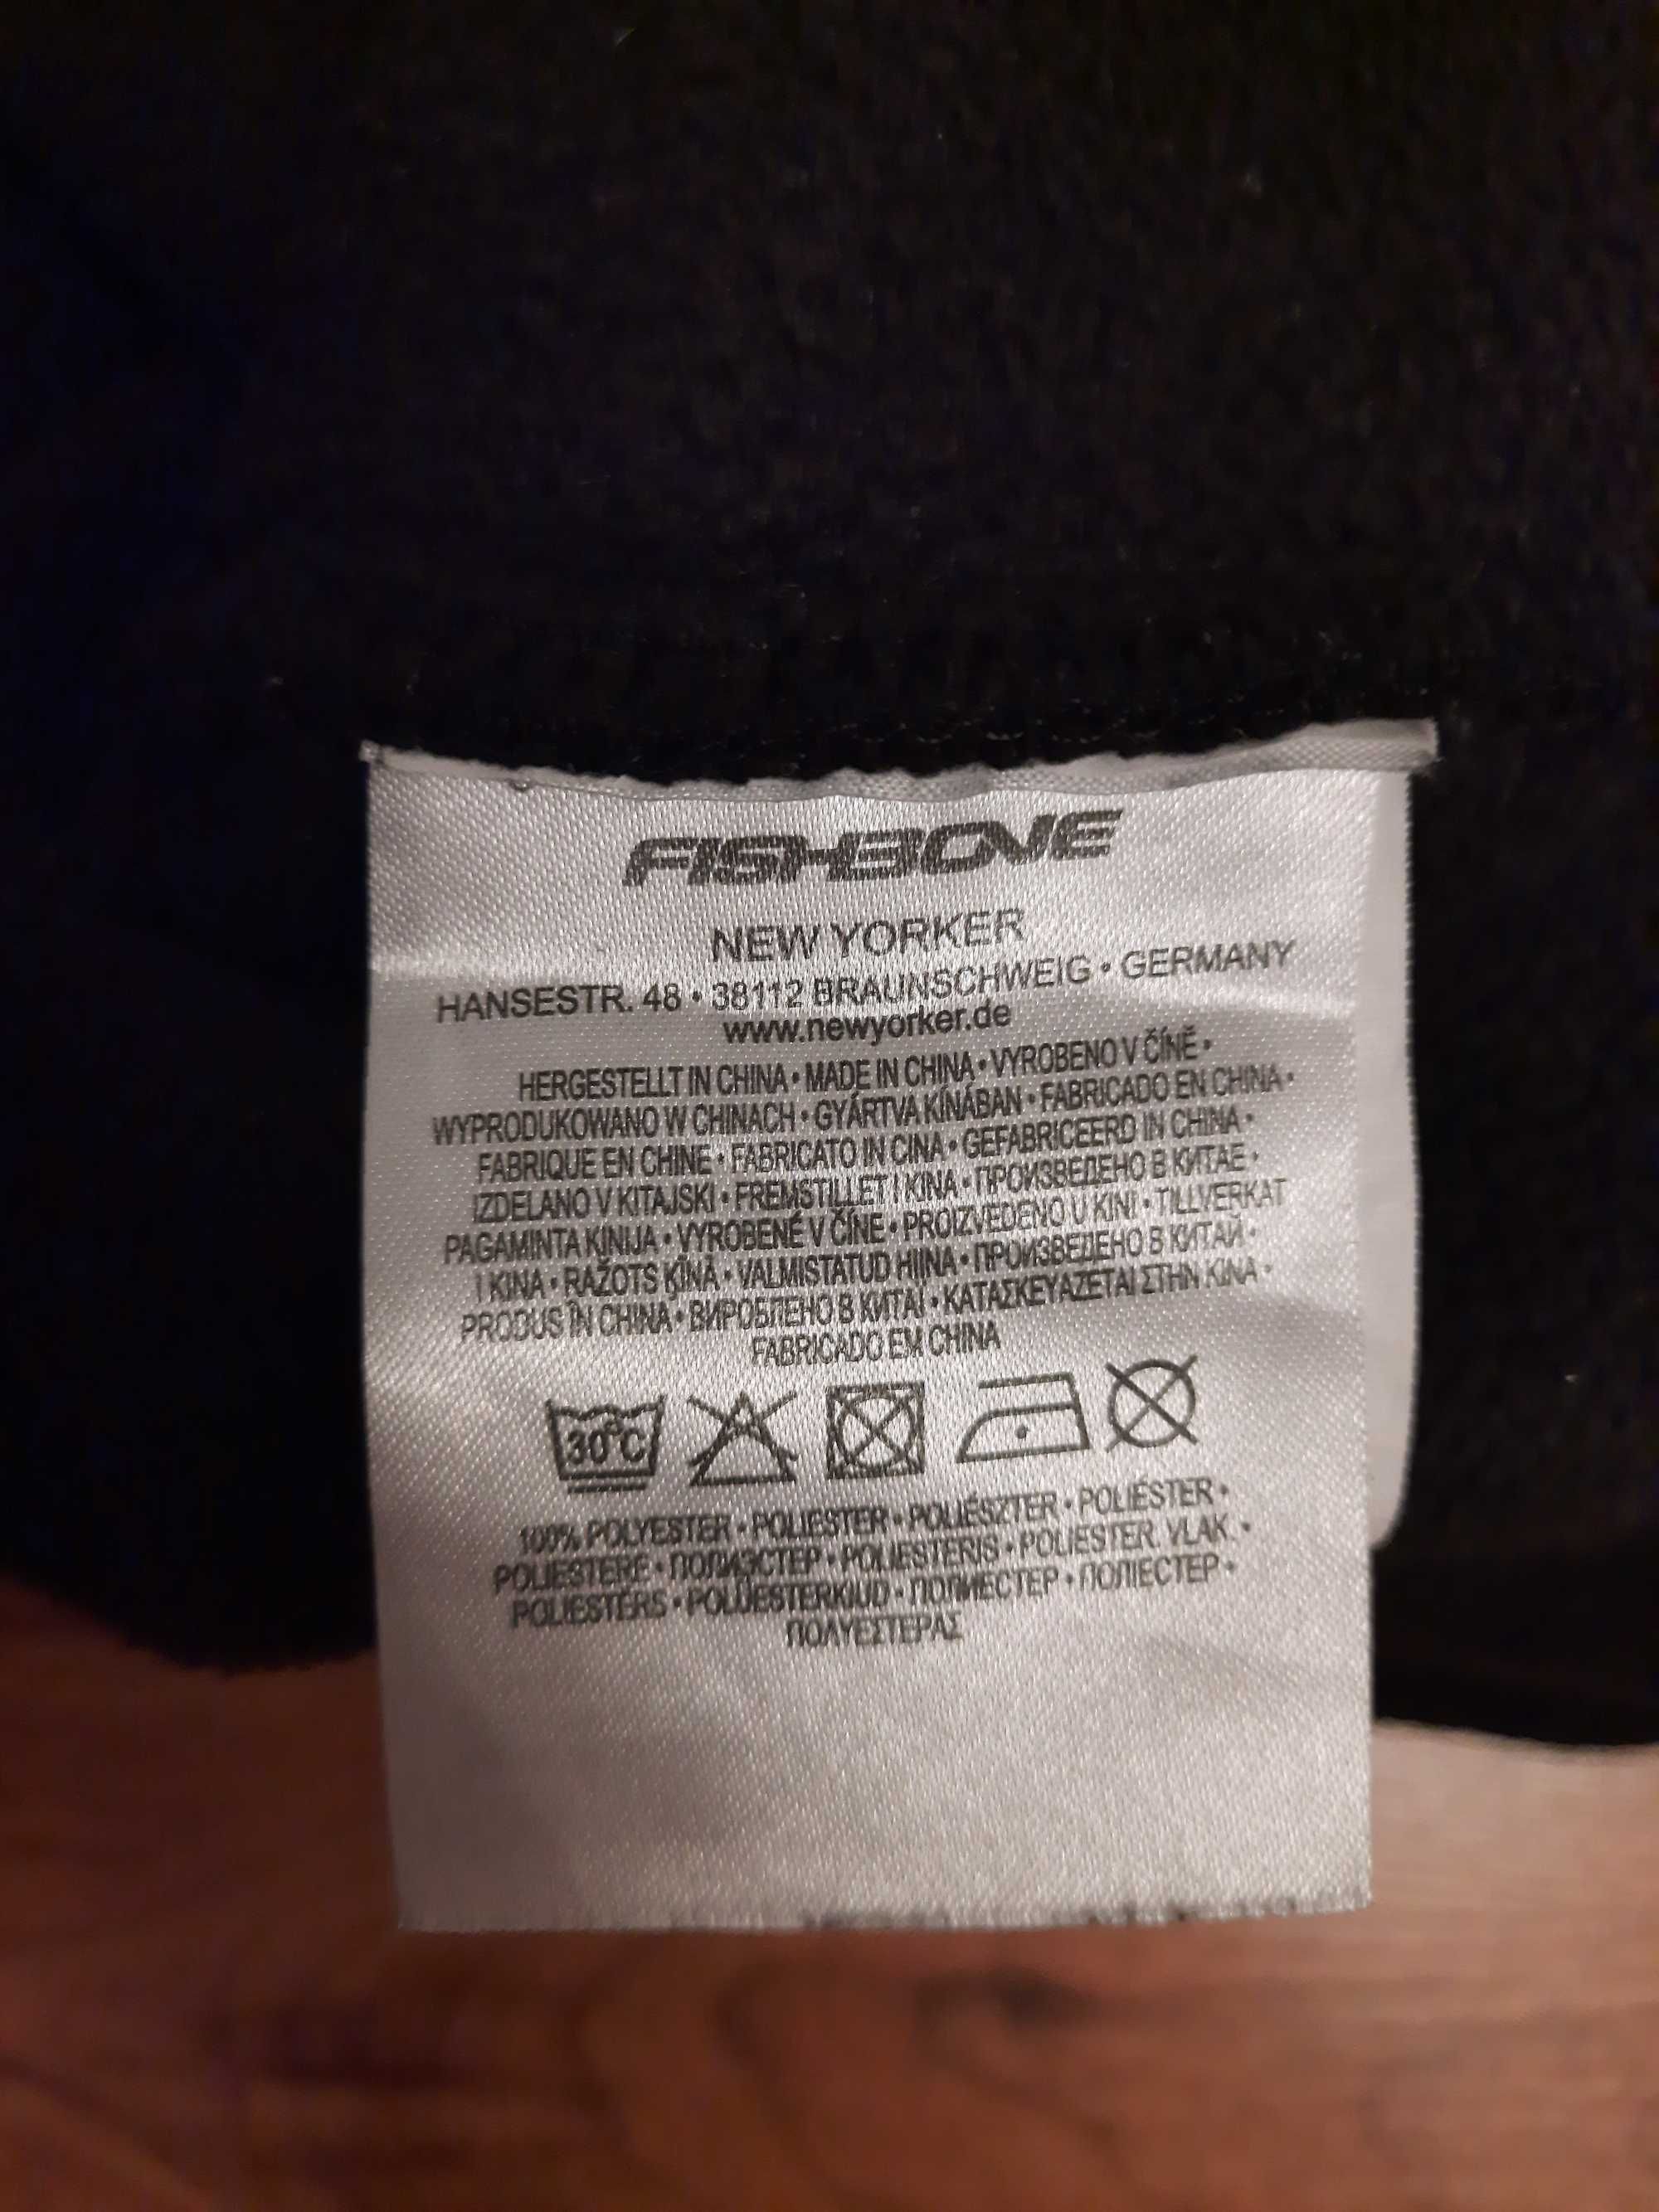 FISHBONE
NEW YORKER
HANSESTR. 48 • 38112 BRAUNSCHWEIG • GERMANY
www.newyorker.de
HERGESTELLT IN CHINA • MADE IN CHINA • VYROBENO V ČÍNĚ •
WYPRODUKOWANO W CHINACH • GYÁRTVA KÍNÁBAN • FABRICADO EN CHINA •
FABRIQUE EN CHINE • FABRICATO IN CINA • GEFABRICEERD IN CHINA •
IZDELANO V KITAJSKI • FREMSTILLET I KINA • ПРОИЗВЕДЕНО В КИТАЕ •
PAGAMINTA KINIJA • VYROBENÉ V ČÍNE • PROIZVEDENO U KINI • TILLVERKAT
I KINA • RAŽOTS ĶĪNĀ • VALMISTATUD HIINA • ПРОИЗВЕДЕНО В КИТАЙ •
PRODUS ÎN CHINA • ВИРОБЛЕНО В КИТАІ • ΚΑΤΑΣΚΕΥΑΖΕΤΑΙ ΣΤΗΝ ΚΙΝΑ •
FABRICADO EM CHINA
30°C
100% POLYESTER • POLIESTER • POLIÉSZTER • POLIÉSTER •
POLIESTERE • ПОЛИЭСТЕР • POLIESTERIS • POLIESTER. VLAK. •
POLIESTERS • POLÜESTERKIUD • ПОЛИЕСТЕР • ПОЛІЕСТЕР •
ΠΟΛΥΕΣΤΕΡΑΣ